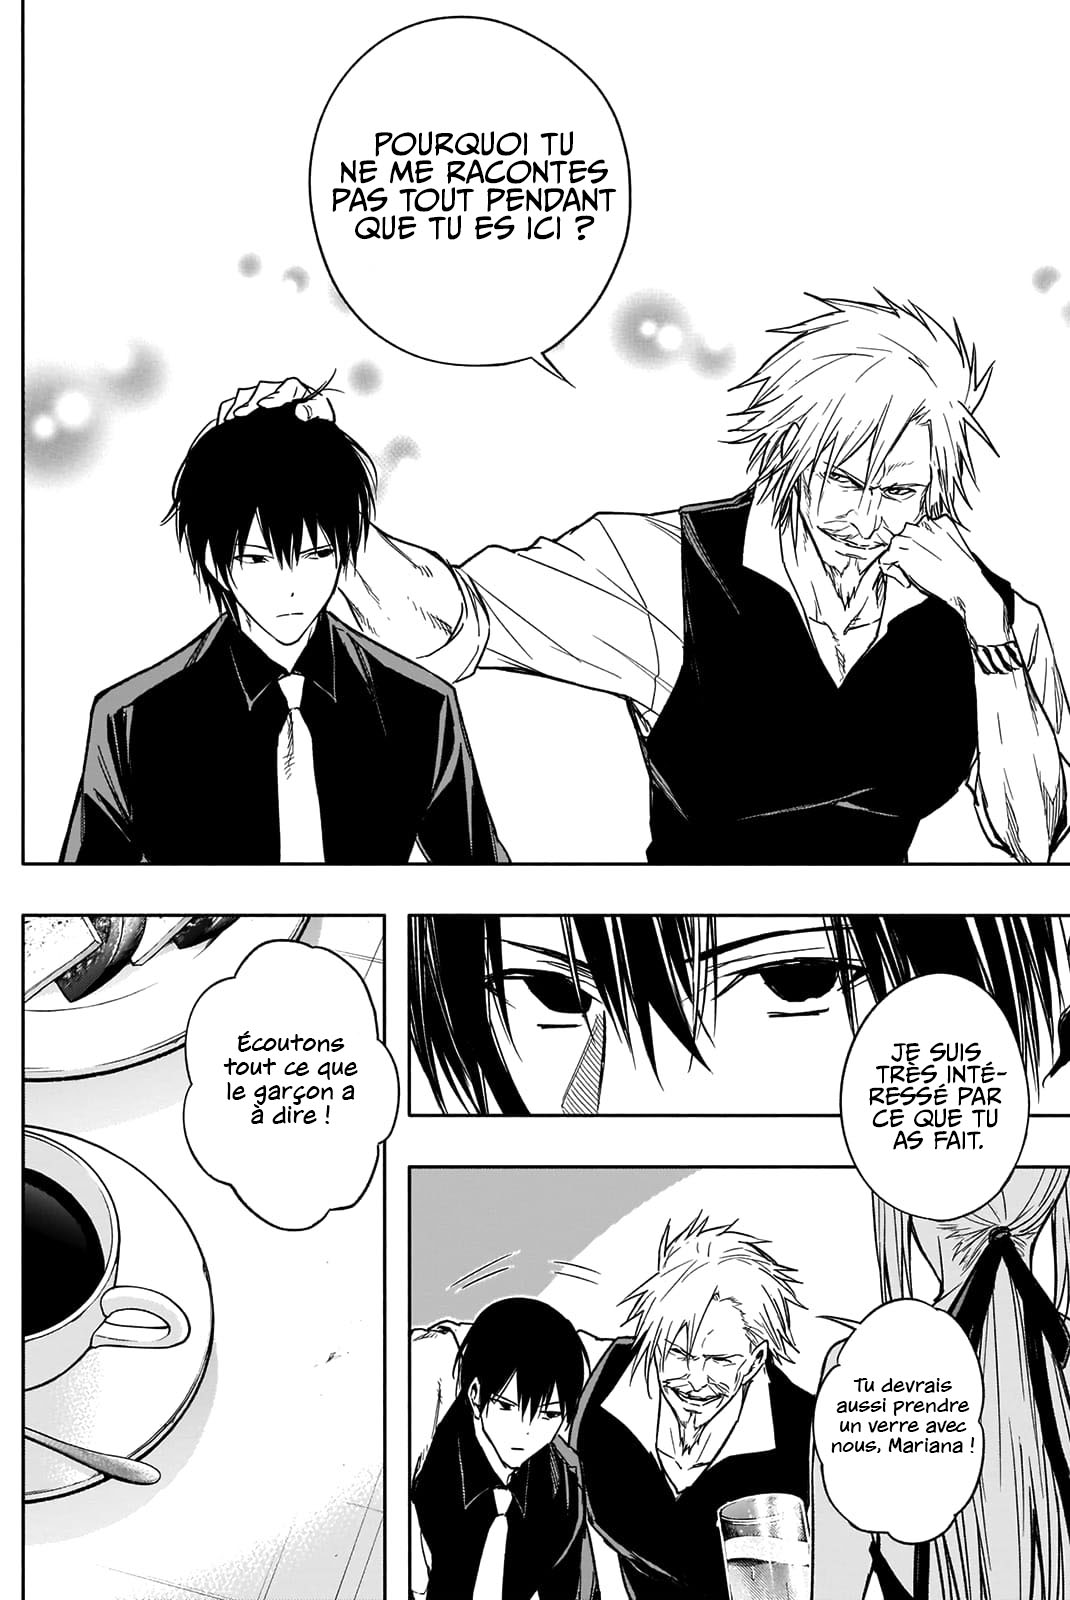 POURQUOI TU
NE ME RACONTES
PAS TOUT PENDANT
QUE TU ES ICI ?
JE SUIS
TRÈS INTÉ-
RESSÉ PAR
CE QUE TU
AS FAIT.
Tu devrais
aussi prendre
un verre avec
nous, Mariana !
Écoutons
tout ce que
le garçon a
à dire !